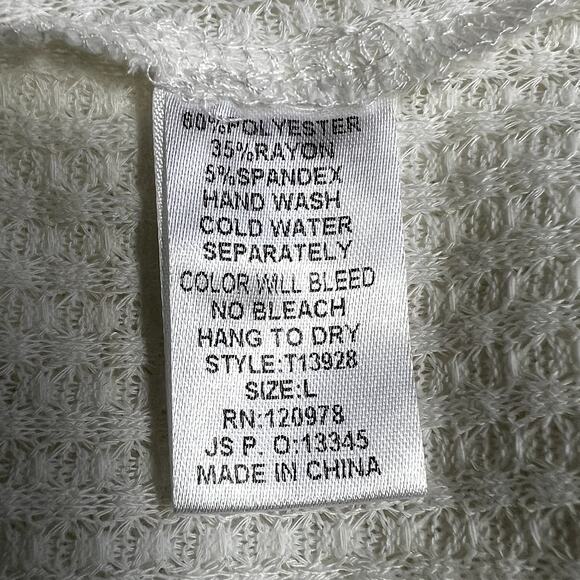 60%POLYESTER
35%RAYON
5%SPANDEX
HAND WASH
COLD WATER
SEPARATELY
COLOR WILL BLEED
NO BLEACH
HANG TO DRY
STYLE:T13928
SIZE:L
RN:120978
JS P. O:13345
MADE IN CHINA